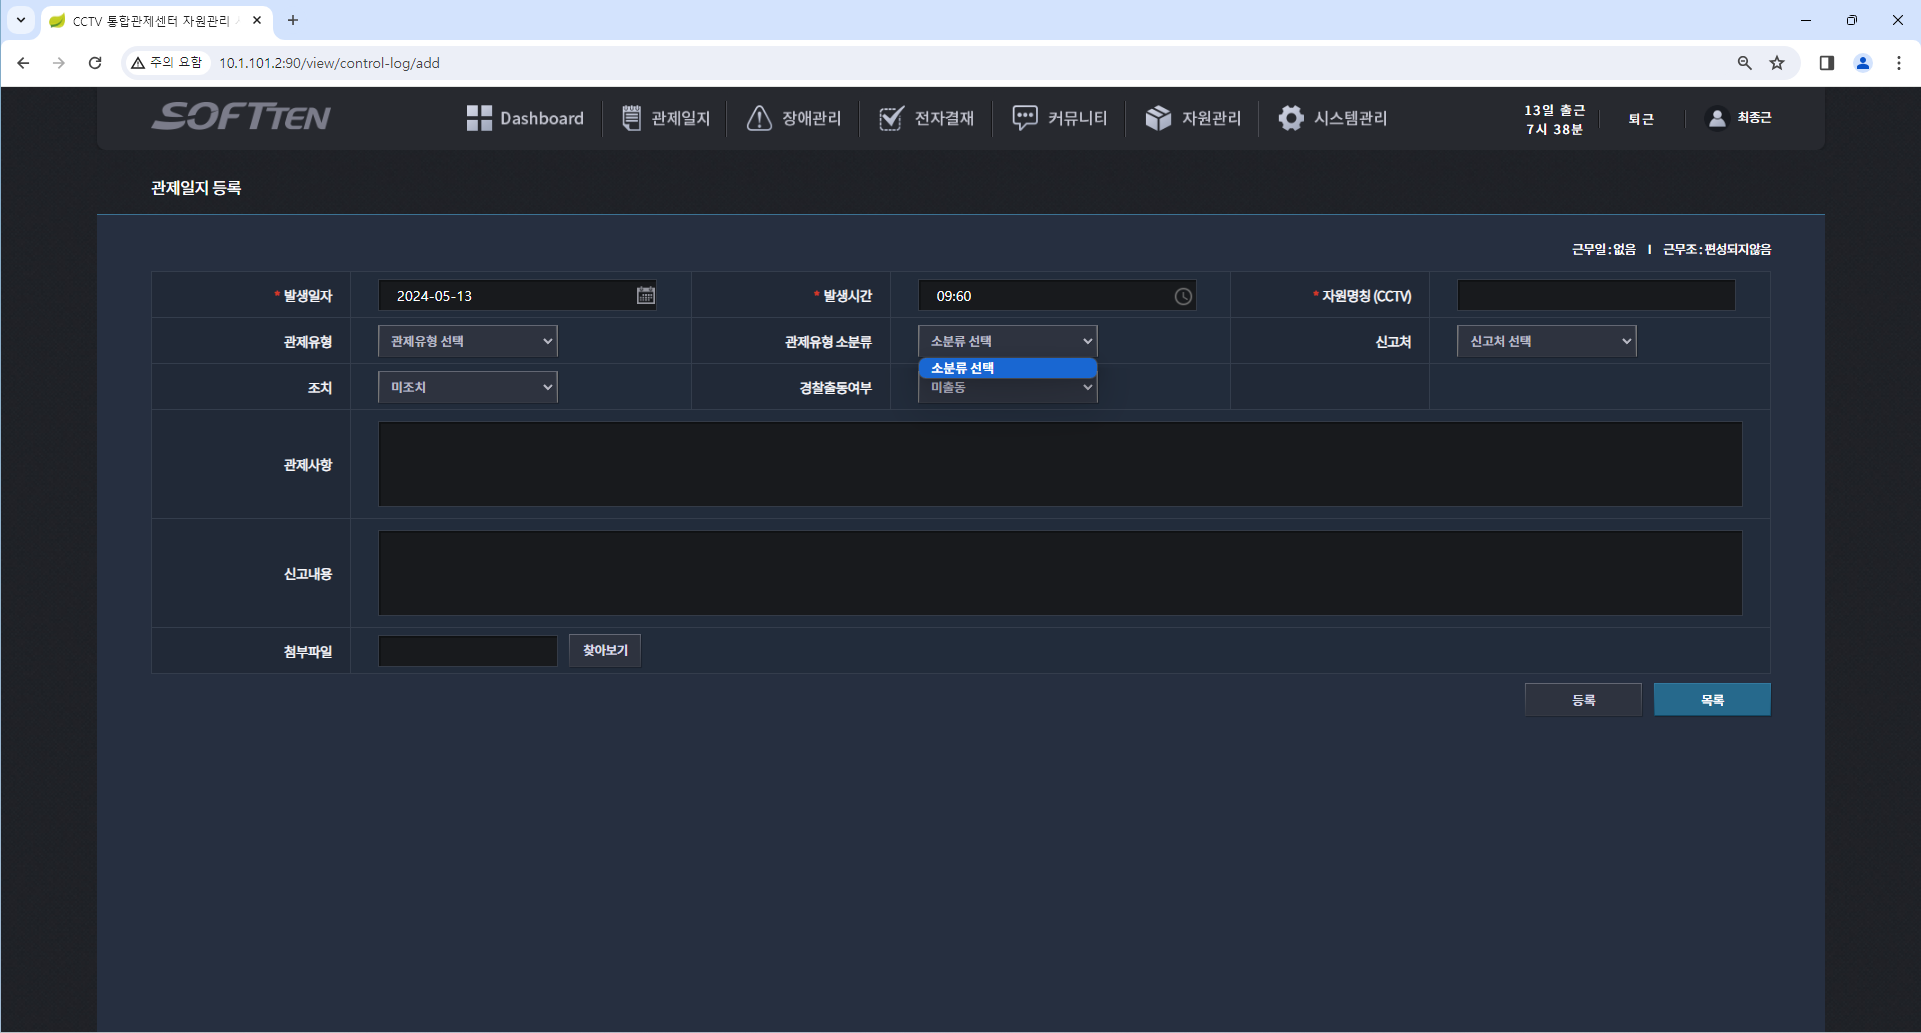 CCTV 통합관제센터 자원관리
주의 요함 10.1.101.2:90/view/control-log/add
SOFTTEN
Dashboard 관제일지 장애관리 전자결재 커뮤니티 자원관리 시스템관리
13일 출근
7시 38분
퇴근 최종근
관제일지 등록
근무일 : 없음 I 근무조 : 편성되지않음
* 발생일자 2024-05-13 * 발생시간 09:60 * 자원명칭 (CCTV)
관제유형 관제유형 선택 관제유형 소분류 소분류 선택 신고처 신고처 선택
소분류 선택
조치 미조치 경찰출동여부 미출동
관제사항
신고내용
첨부파일 찾아보기
등록 목록